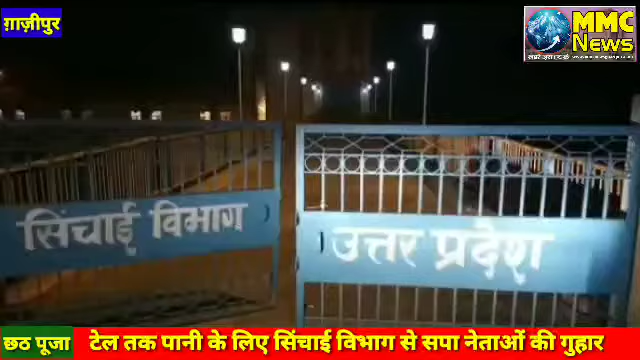 ग़ाज़ीपुर
MMC
News
सिंचाई विभाग
उत्तर प्रदेश
छठ पूजा
टेल तक पानी के लिए सिंचाई विभाग से सपा नेताओं की गुहार